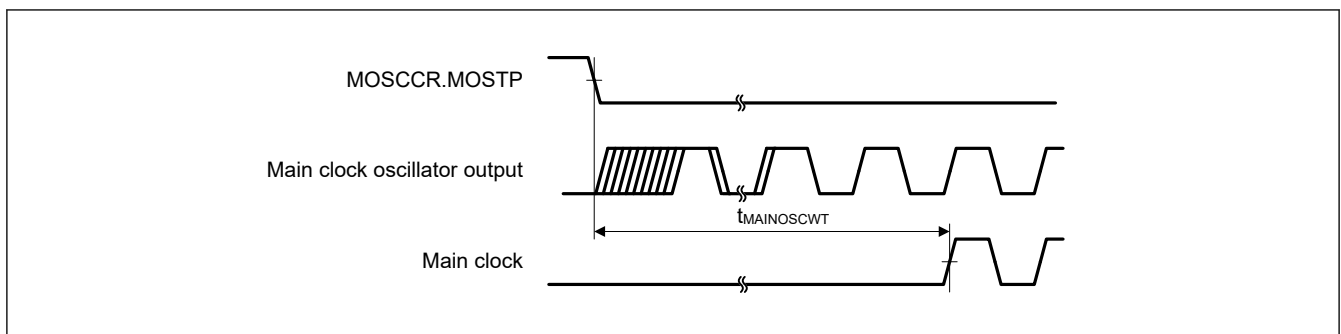 MOSCCR.MOSTP
Main clock oscillator output
tMAINOSCWT
Main clock